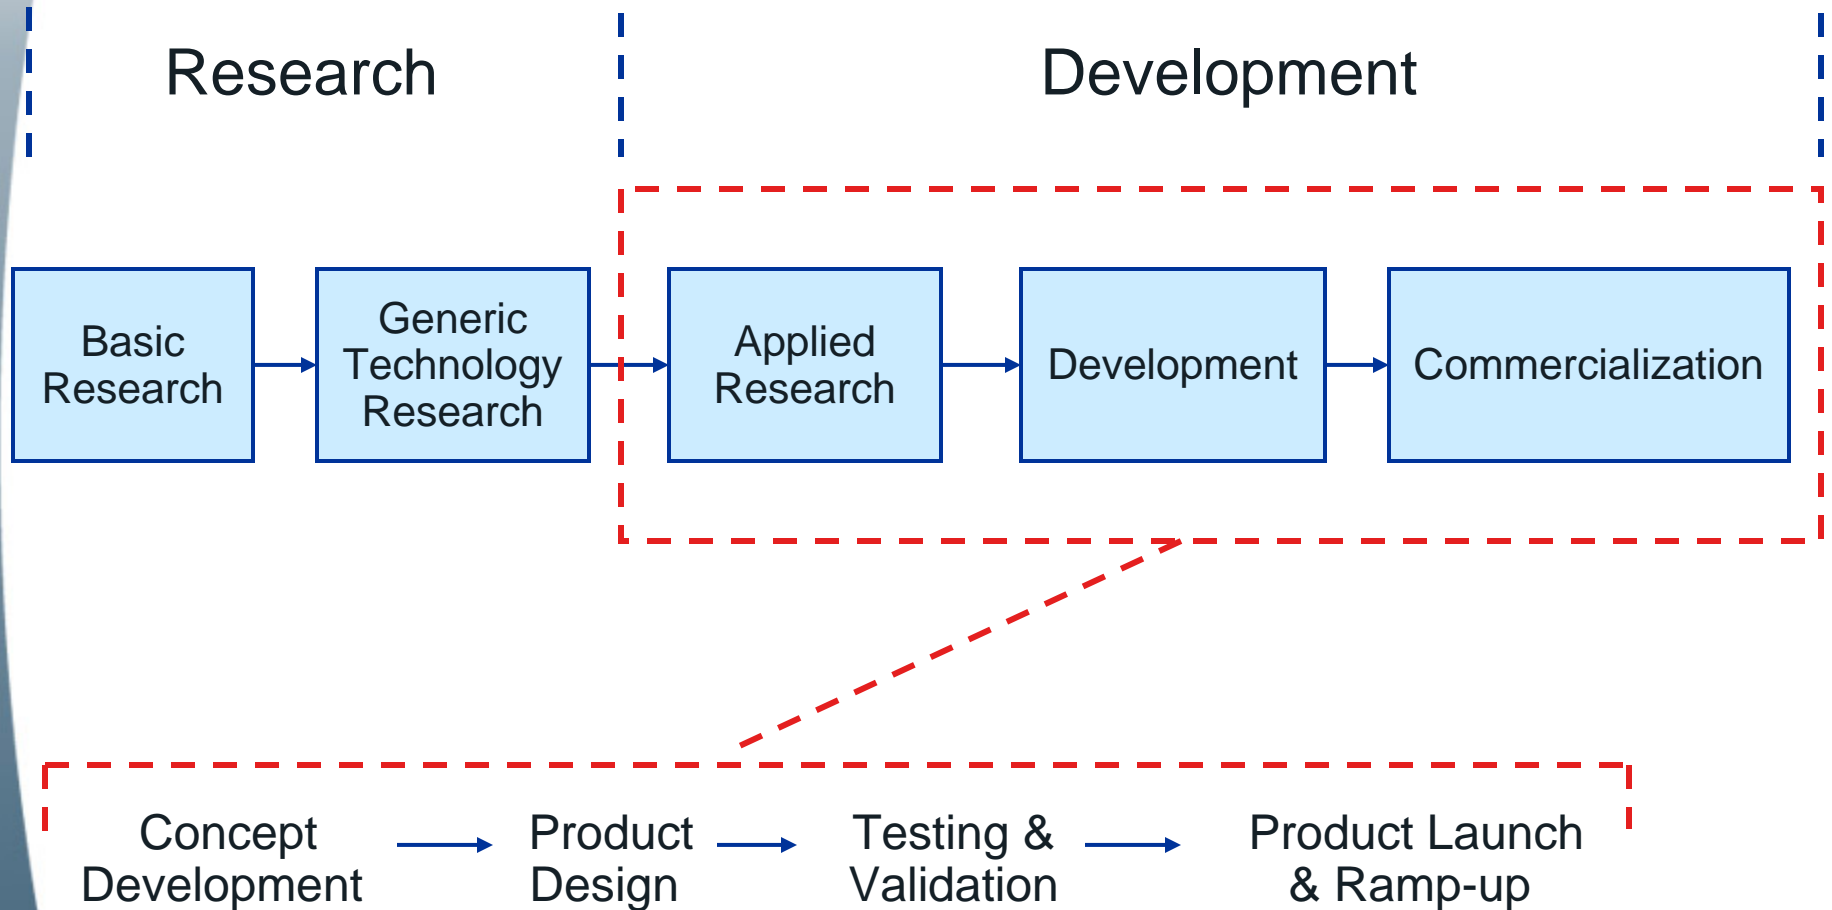 Research
Development
Basic
Research
Generic
Technology
Research
Applied
Research
Development
Commercialization
Concept
Development
Product
Design
Testing &
Validation
Product Launch
& Ramp-up